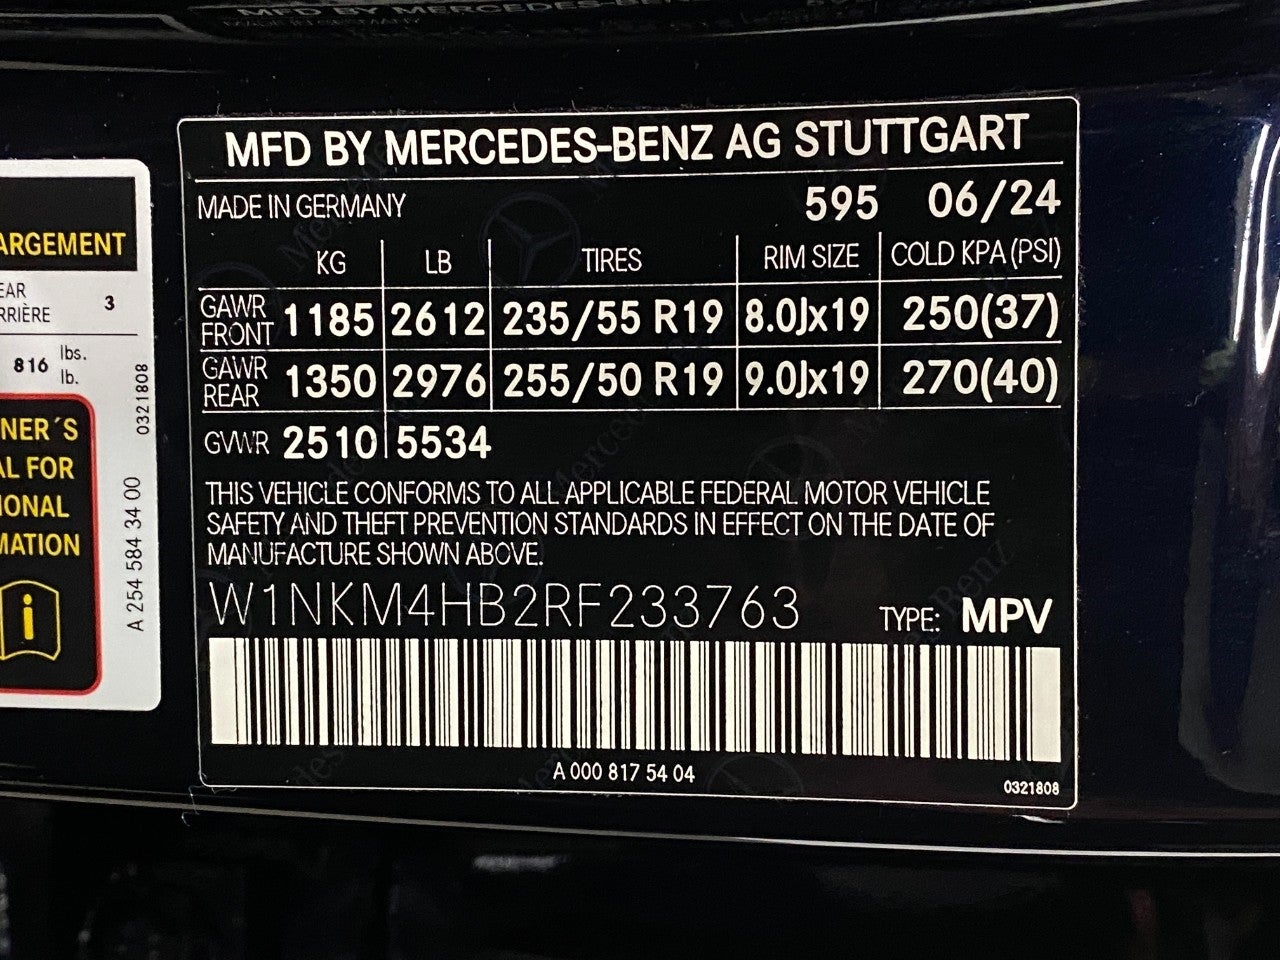 MFD BY MERCEDES-BENZ AG STUTTGART
MADE IN GERMANY 595 06/24
KG LB TIRES RIM SIZE COLD KPA (PSI)
GAWR FRONT 1185 2612 235/55 R19 8.0Jx19 250(37)
GAWR REAR 1350 2976 255/50 R19 9.0Jx19 270(40)
GVWR 2510 5534
THIS VEHICLE CONFORMS TO ALL APPLICABLE FEDERAL MOTOR VEHICLE
SAFETY AND THEFT PREVENTION STANDARDS IN EFFECT ON THE DATE OF
MANUFACTURE SHOWN ABOVE.
W1NKM4HB2RF233763 TYPE: MPV
A 000 817 54 04
0321808
ARGEMENT
EAR
RRIÈRE 3
816 lbs.
lb.
NER´S
AL FOR
IONAL
MATION
i
0321808
A 254 584 34 00